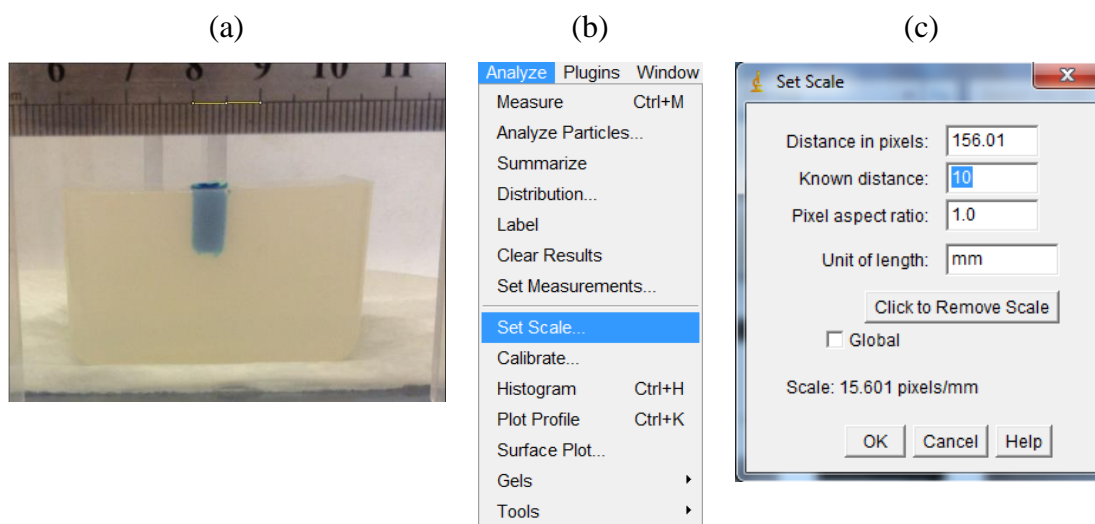 (a)
(b)
(c)
6 7 8 9 10 11
Analyze Plugins Window
Measure Ctrl+M
Analyze Particles...
Summarize
Distribution...
Label
Clear Results
Set Measurements...
Set Scale...
Calibrate...
Histogram Ctrl+H
Plot Profile Ctrl+K
Surface Plot...
Gels
Tools
Set Scale
Distance in pixels: 156.01
Known distance: 10
Pixel aspect ratio: 1.0
Unit of length: mm
Click to Remove Scale
Global
Scale: 15.601 pixels/mm
OK Cancel Help